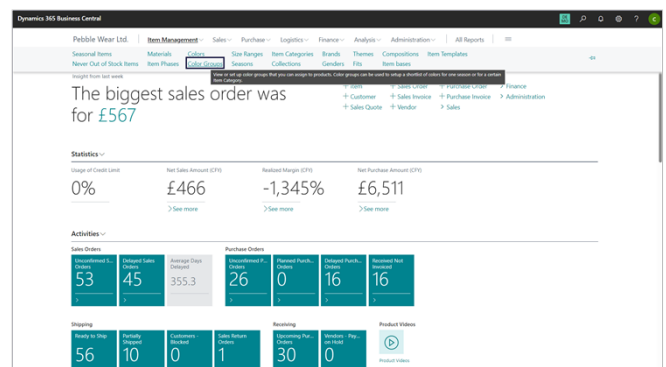 Dynamics 365 Business Central
Pebble Wear Ltd. Item Management Sales Purchase Logistics Finance Analysis Administration All Reports
Seasonal Items Materials Colors Size Ranges Item Categories Brands Themes Compositions Item Templates
Never Out of Stock Items Item Phases Color Groups Seasons Collections Genders Fits Item bases
View or set up color groups that you can assign to products. Color groups can be used to setup a shortlist of colors for one season or for a certain
Item Category.
Insight from last week
The biggest sales order was
for £567
+ Item + Sales Order + Purchase Order > Finance
+ Customer + Sales Invoice + Purchase Invoice > Administration
+ Sales Quote + Vendor > Sales
Statistics
Usage of Credit Limit Net Sales Amount (CFY) Realized Margin (CFY) Net Purchase Amount (CFY)
0% £466 -1,345% £6,511
>See more >See more >See more
Activities
Sales Orders Purchase Orders
Unconfirmed S... Orders Delayed Sales Orders Average Days Delayed Unconfirmed P... Orders Planned Purch... Orders Delayed Purch... Orders Received Not Invoiced
53 45 355.3 26 0 16 16
Shipping Receiving Product Videos
Ready to Ship Partially Shipped Customers - Blocked Sales Return Orders Upcoming Pur... Orders Vendors - Pay... on Hold
56 10 0 1 30 0
Product Videos